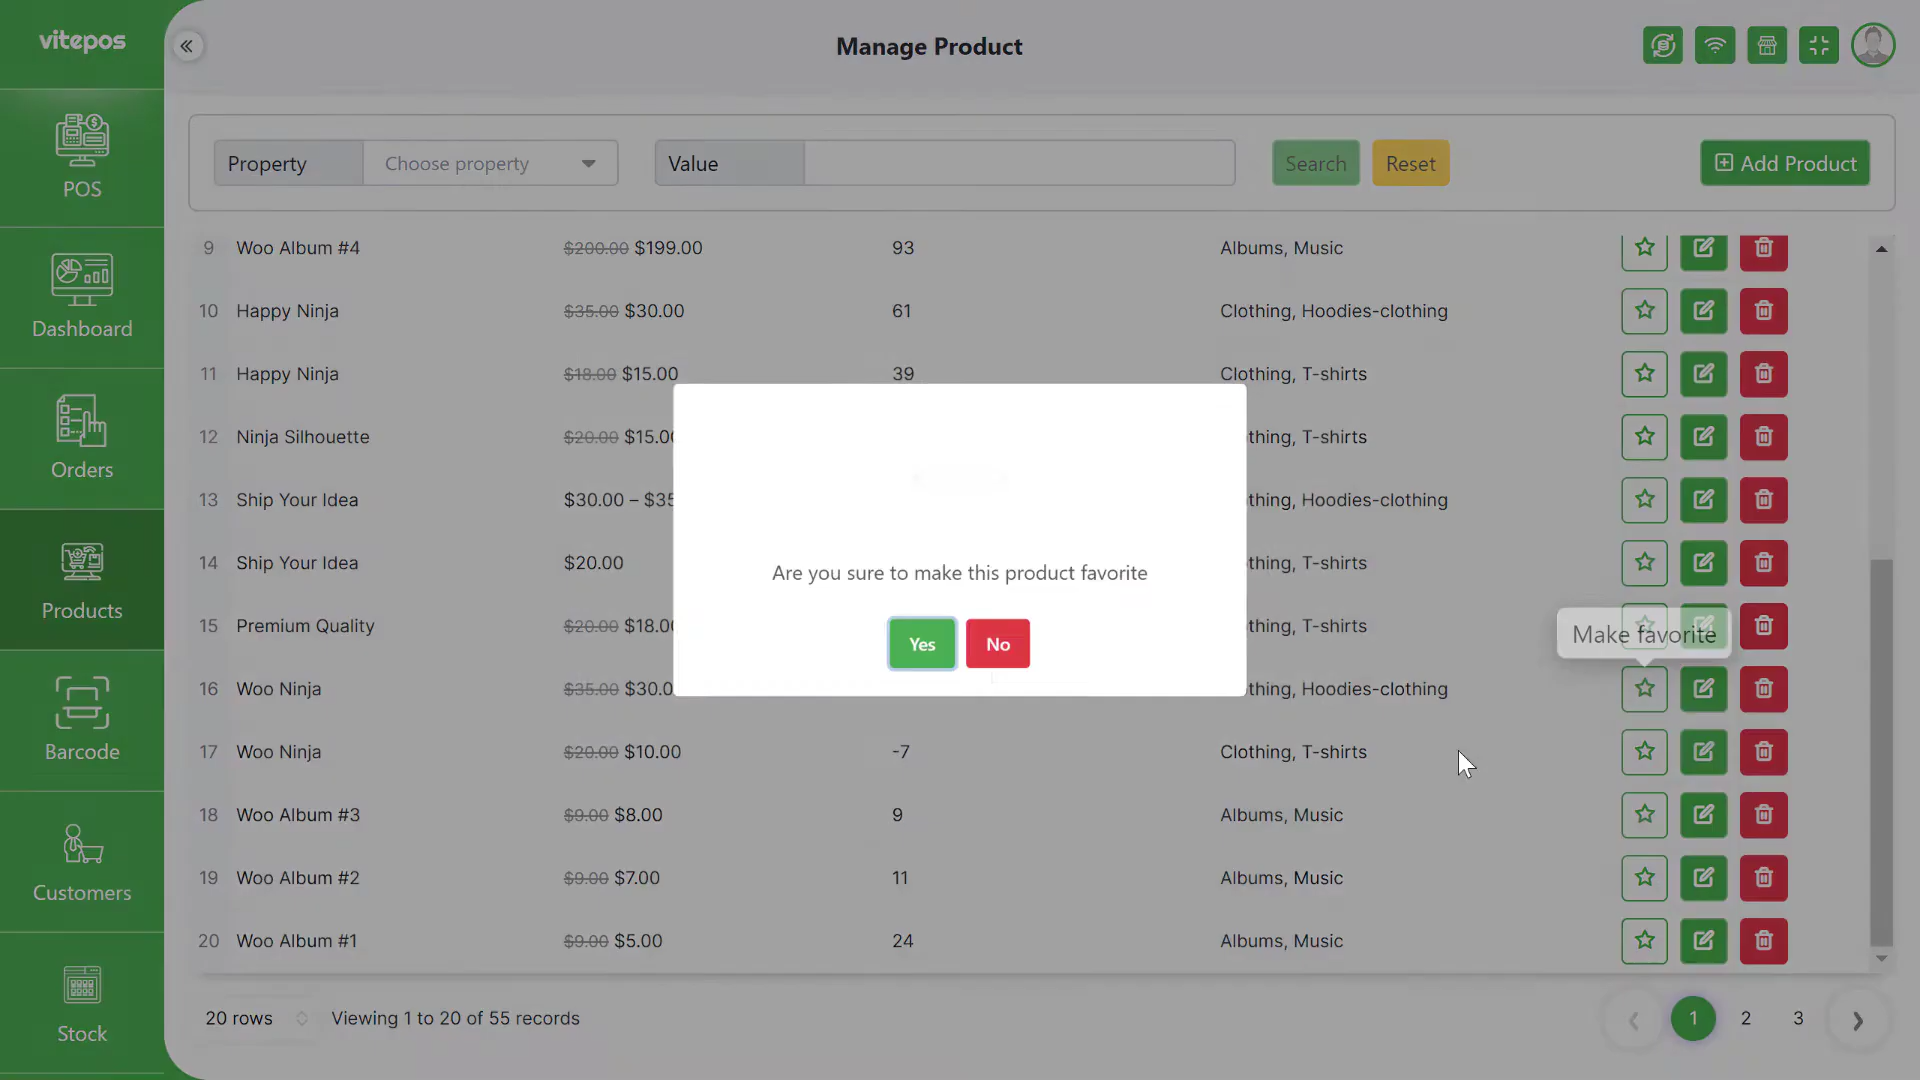 vitepos
Manage Product
POS
Dashboard
Orders
Products
Barcode
Customers
Stock
Property
Choose property
Value
Search
Reset
Add Product
9 Woo Album #4 $200.00 $199.00 93 Albums, Music
10 Happy Ninja $35.00 $30.00 61 Clothing, Hoodies-clothing
11 Happy Ninja $18.00 $15.00 39 Clothing, T-shirts
12 Ninja Silhouette $20.00 $15.00 thing, T-shirts
13 Ship Your Idea $30.00 – $35 thing, Hoodies-clothing
14 Ship Your Idea $20.00 thing, T-shirts
15 Premium Quality $20.00 $18.00 thing, T-shirts
16 Woo Ninja $35.00 $30.0 thing, Hoodies-clothing
17 Woo Ninja $20.00 $10.00 -7 Clothing, T-shirts
18 Woo Album #3 $9.00 $8.00 9 Albums, Music
19 Woo Album #2 $9.00 $7.00 11 Albums, Music
20 Woo Album #1 $9.00 $5.00 24 Albums, Music
Are you sure to make this product favorite
Yes
No
Make favorite
20 rows
Viewing 1 to 20 of 55 records
1 2 3